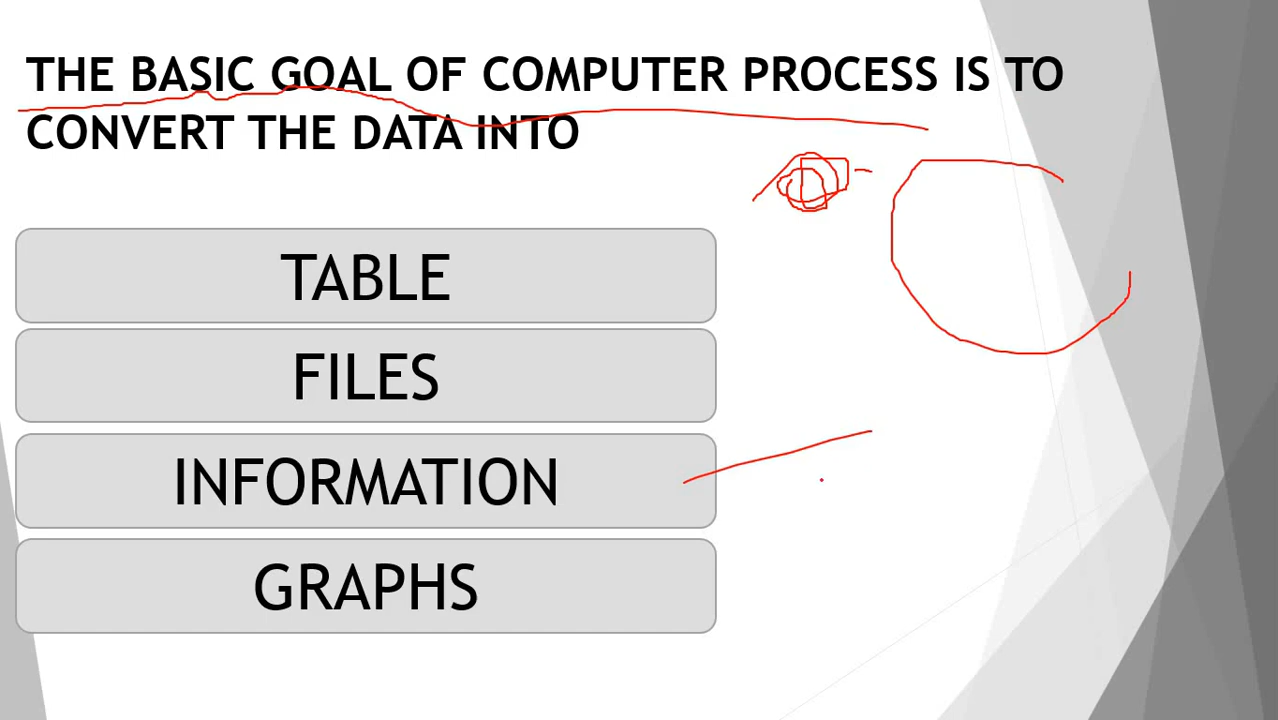 THE BASIC GOAL OF COMPUTER PROCESS IS TO
CONVERT THE DATA INTO
TABLE
FILES
INFORMATION
GRAPHS